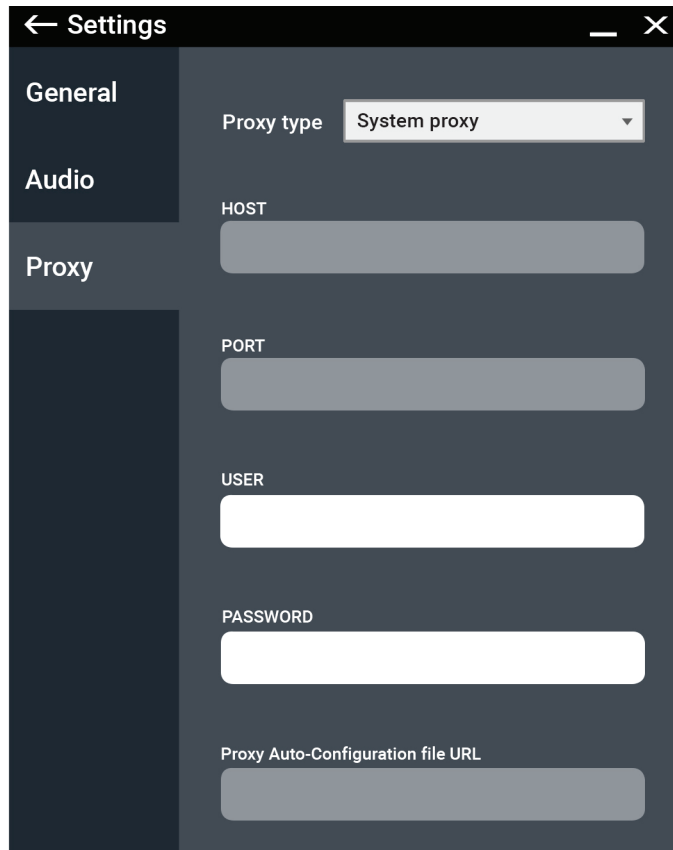 Settings
General
Audio
Proxy
Proxy type System proxy
HOST
PORT
USER
PASSWORD
Proxy Auto-Configuration file URL